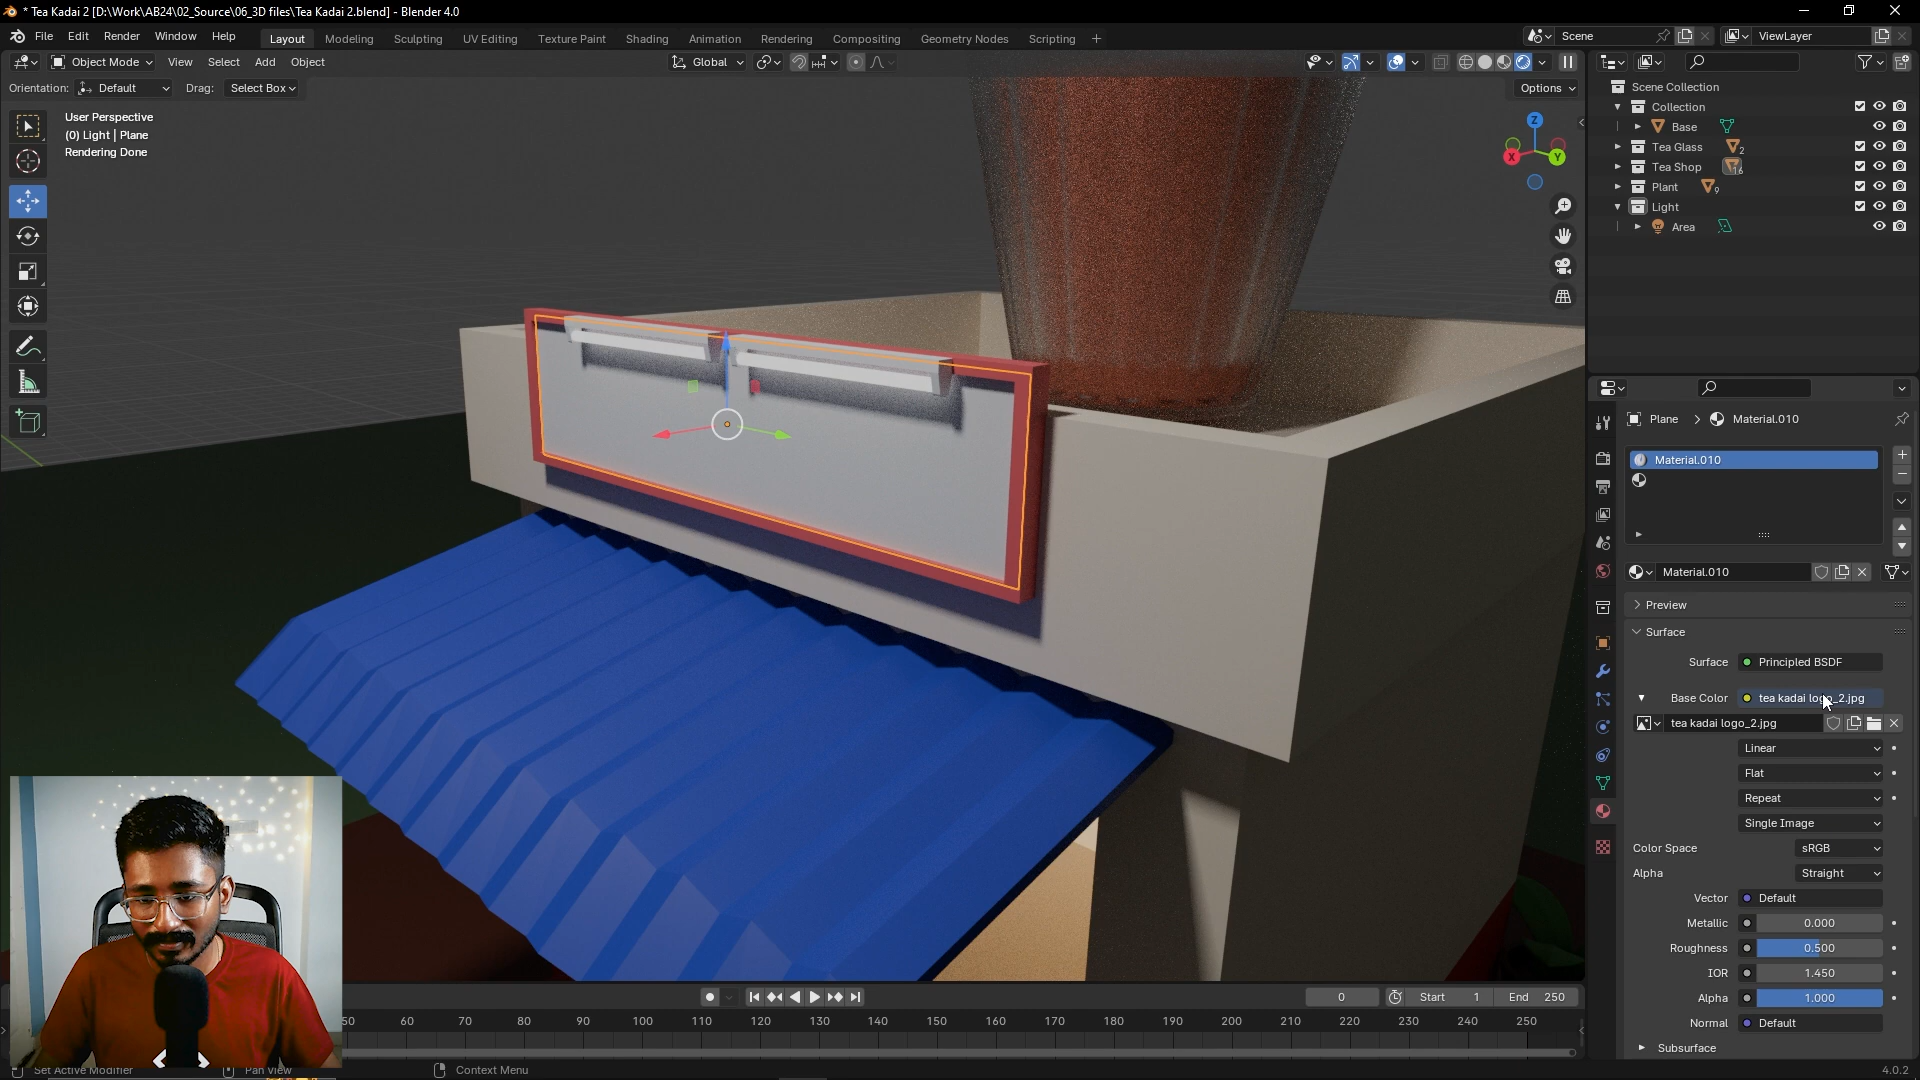 * Tea Kadai 2 [D:\Work\AB24\02_Source\06_3D files\Tea Kadai 2.blend] - Blender 4.0
File Edit Render Window Help Layout Modeling Sculpting UV Editing Texture Paint Shading Animation Rendering Compositing Geometry Nodes Scripting Scene ViewLayer
Object Mode View Select Add Object Global
Orientation: Default Drag: Select Box Options
User Perspective
(0) Light | Plane
Rendering Done
Z
X
Y
Scene Collection
Collection
Base
Tea Glass 2
Tea Shop 16
Plant 9
Light
Area
Plane > Material.010
Material.010
Material.010
Preview
Surface
Surface Principled BSDF
Base Color tea kadai logo_2.jpg
tea kadai logo_2.jpg
Linear
Flat
Repeat
Single Image
Color Space sRGB
Alpha Straight
Vector Default
Metallic 0.000
Roughness 0.500
IOR 1.450
Alpha 1.000
Normal Default
Subsurface
0 Start 1 End 250
50 60 70 80 90 100 110 120 130 140 150 160 170 180 190 200 210 220 230 240 250
Set Active Modifier Pan View Context Menu 4.0.2